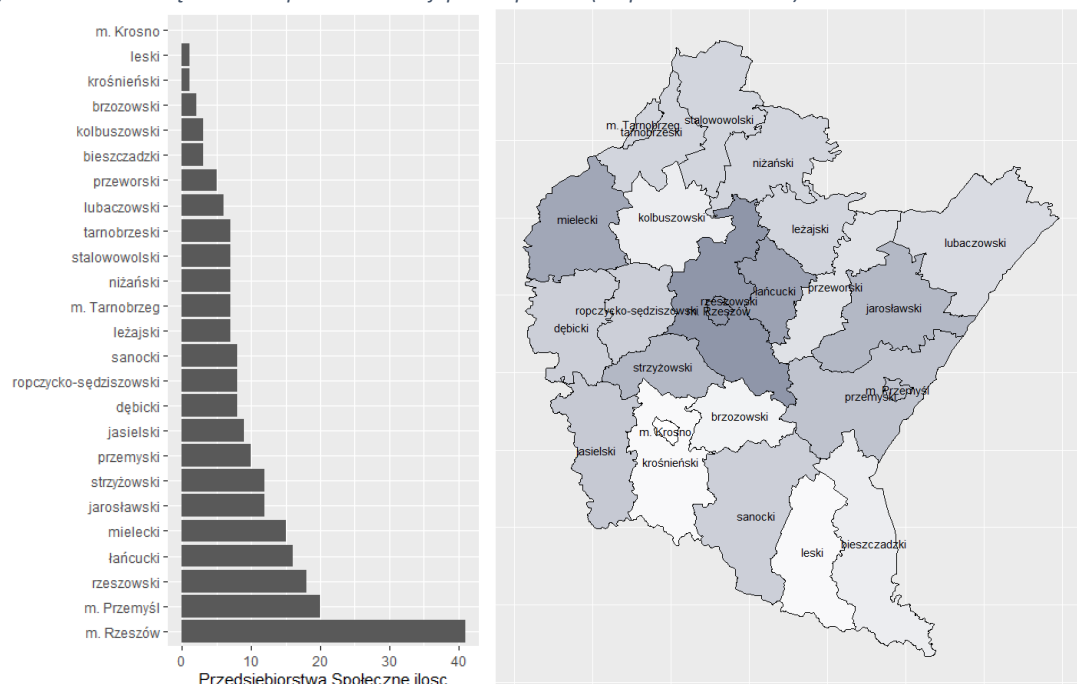 m. Krosno
leski
krośnieński
brzozowski
kolbuszowski
bieszczadzki
przeworski
lubaczowski
tarnobrzeski
stalowowolski
niżański
m. Tarnobrzeg
leżajski
sanocki
ropczycko-sędziszowski
dębicki
jasielski
przemyski
strzyżowski
jarosławski
mielecki
łańcucki
rzeszowski
m. Przemyśl
m. Rzeszów
0 10 20 30 40
Przedsiębiorstwa Społeczne ilosc
stalowowolski
m. Tarnobrzeg
tarnobrzeski
niżański
mielecki
kolbuszowski
leżajski
lubaczowski
przeworski
łańcucki
rzeszowski
jarosławski
ropczycko-sędziszowski
m. Rzeszów
dębicki
strzyżowski
m. Przemyśl
przemyski
brzozowski
m. Krosno
jasielski
krośnieński
sanocki
bieszczadzki
leski